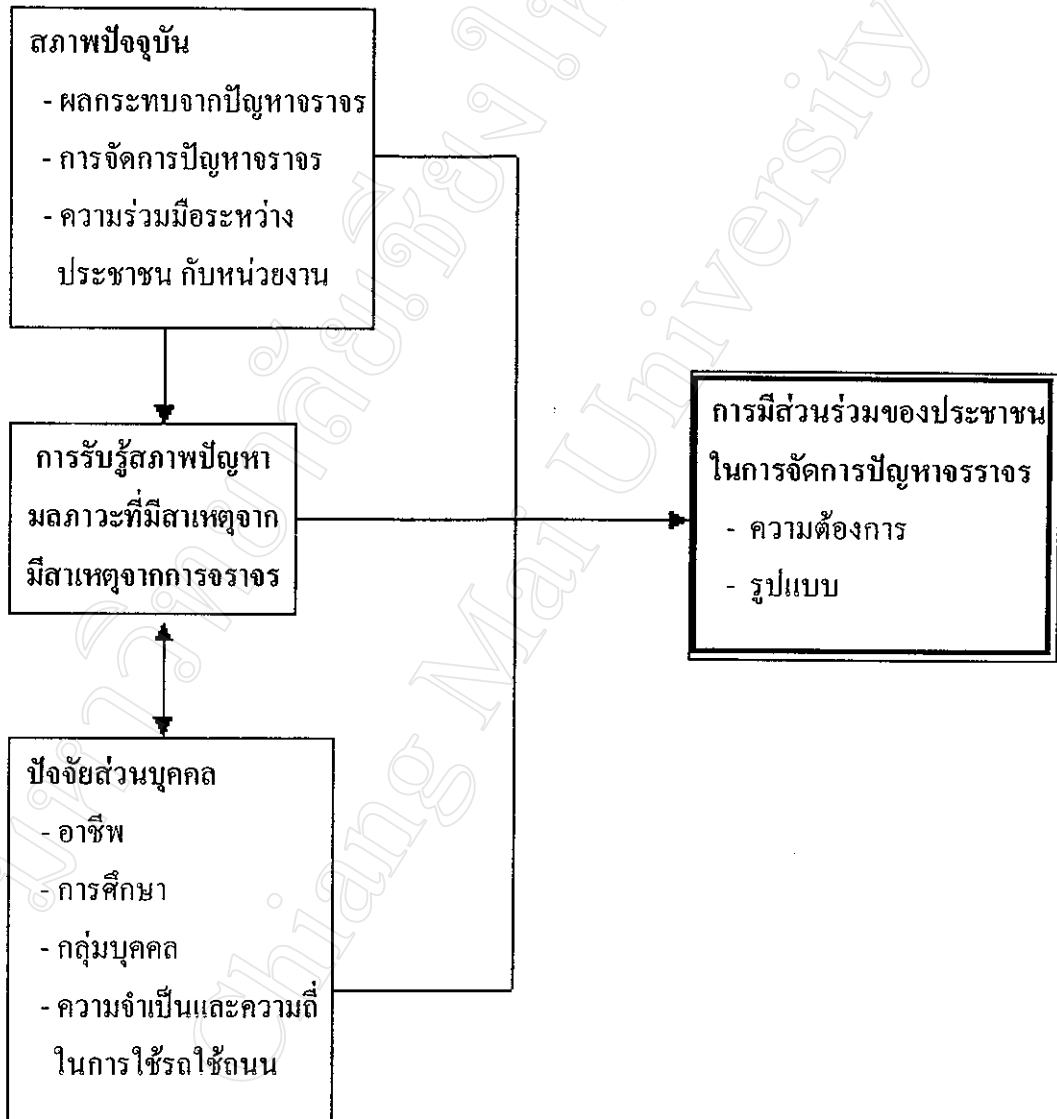 สภาพปัจจุบัน
- ผลกระทบจากปัญหาจราจร
- การจัดการปัญหาจราจร
- ความร่วมมือระหว่าง
ประชาชน กับหน่วยงาน
การรับรู้สภาพปัญหา
มลภาวะที่มีสาเหตุจาก
มีสาเหตุจากการจราจร
ปัจจัยส่วนบุคคล
- อาชีพ
- การศึกษา
- กลุ่มบุคคล
- ความจำเป็นและความถี่
ในการใช้รถใช้ถนน
การมีส่วนร่วมของประชาชน
ในการจัดการปัญหาจรราจร
- ความต้องการ
- รูปแบบ
Chiang Mai University